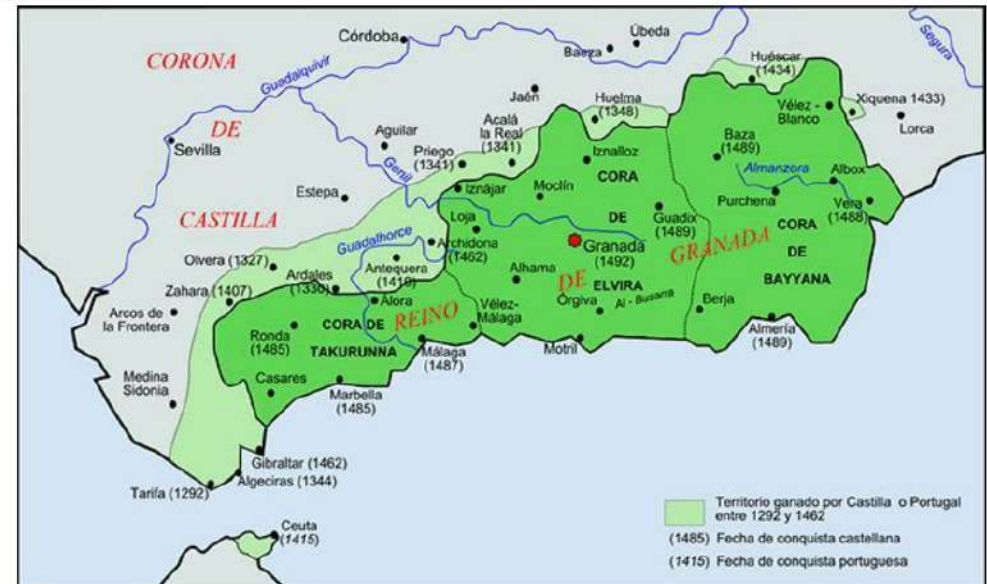 CORONA
DE
CASTILLA
Guadalquivir
Córdoba
Baeza
Úbeda
Segura
Huéscar
(1434)
Xiquena 1433)
Lorca
Vélez -
Blanco
Jaén
Huelma
(1348)
Acalá
la Real
(1341)
Aguilar
Priego
(1341)
Genil
Sevilla
Estepa
Iznájar
Moclín
Iznalloz
CORA
DE
ELVIRA
Baza
(1489)
Almanzora
Albox
Purchena
Vera
(1488)
Guadix
(1489)
CORA
DE
BAYYANA
Loja
Archidona
(1462)
Granada
(1492)
REINO
DE
GRANADA
Guadalhorce
Antequera
(1410)
Olvera (1327)
Ardales
(1330)
Zahara (1407)
Arcos de
la Frontera
Álora
Alhama
Órgiva
Al - Busarra
Berja
Vélez-
Málaga
CORA DE
TAKURUNNA
Ronda
(1485)
Málaga
(1487)
Motril
Almería
(1489)
Casares
Marbella
(1485)
Medina
Sidonia
Gibraltar (1462)
Algeciras (1344)
Tarifa (1292)
Ceuta
(1415)
Territorio ganado por Castilla o Portugal
entre 1292 y 1462
(1485) Fecha de conquista castellana
(1415) Fecha de conquista portuguesa